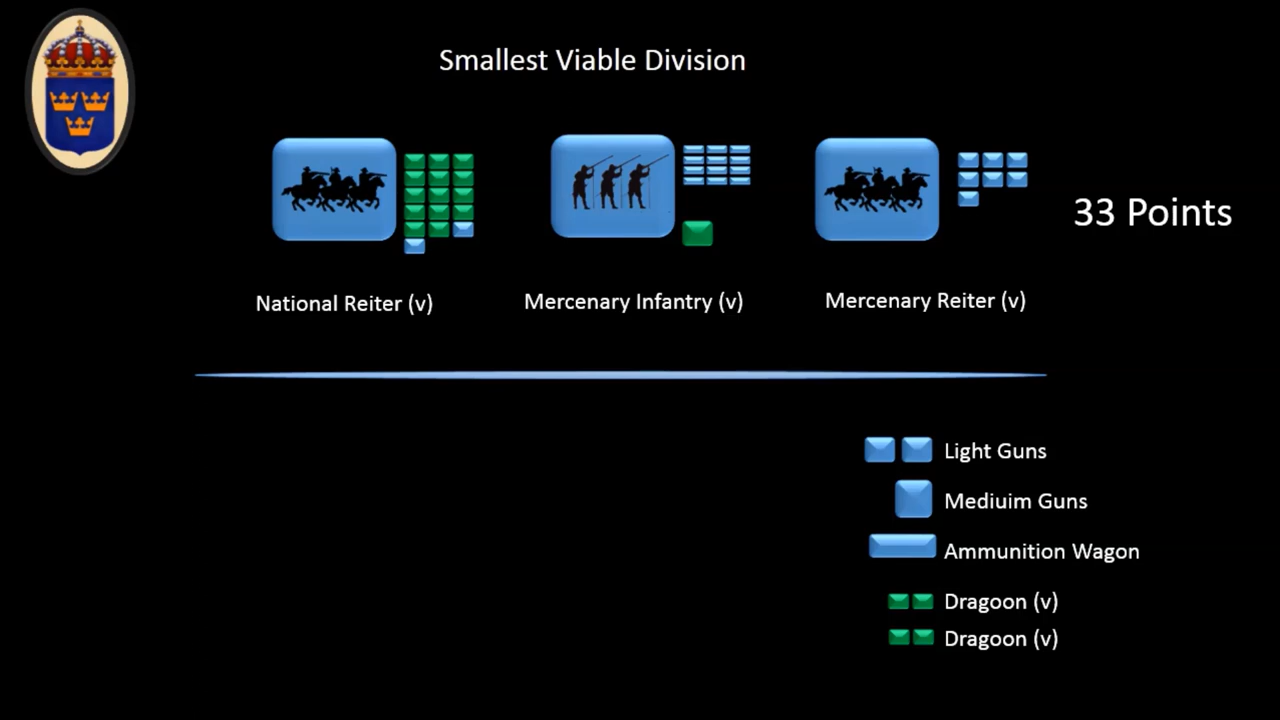 Smallest Viable Division
33 Points
National Reiter (v)
Mercenary Infantry (v)
Mercenary Reiter (v)
Light Guns
Mediuim Guns
Ammunition Wagon
Dragoon (v)
Dragoon (v)